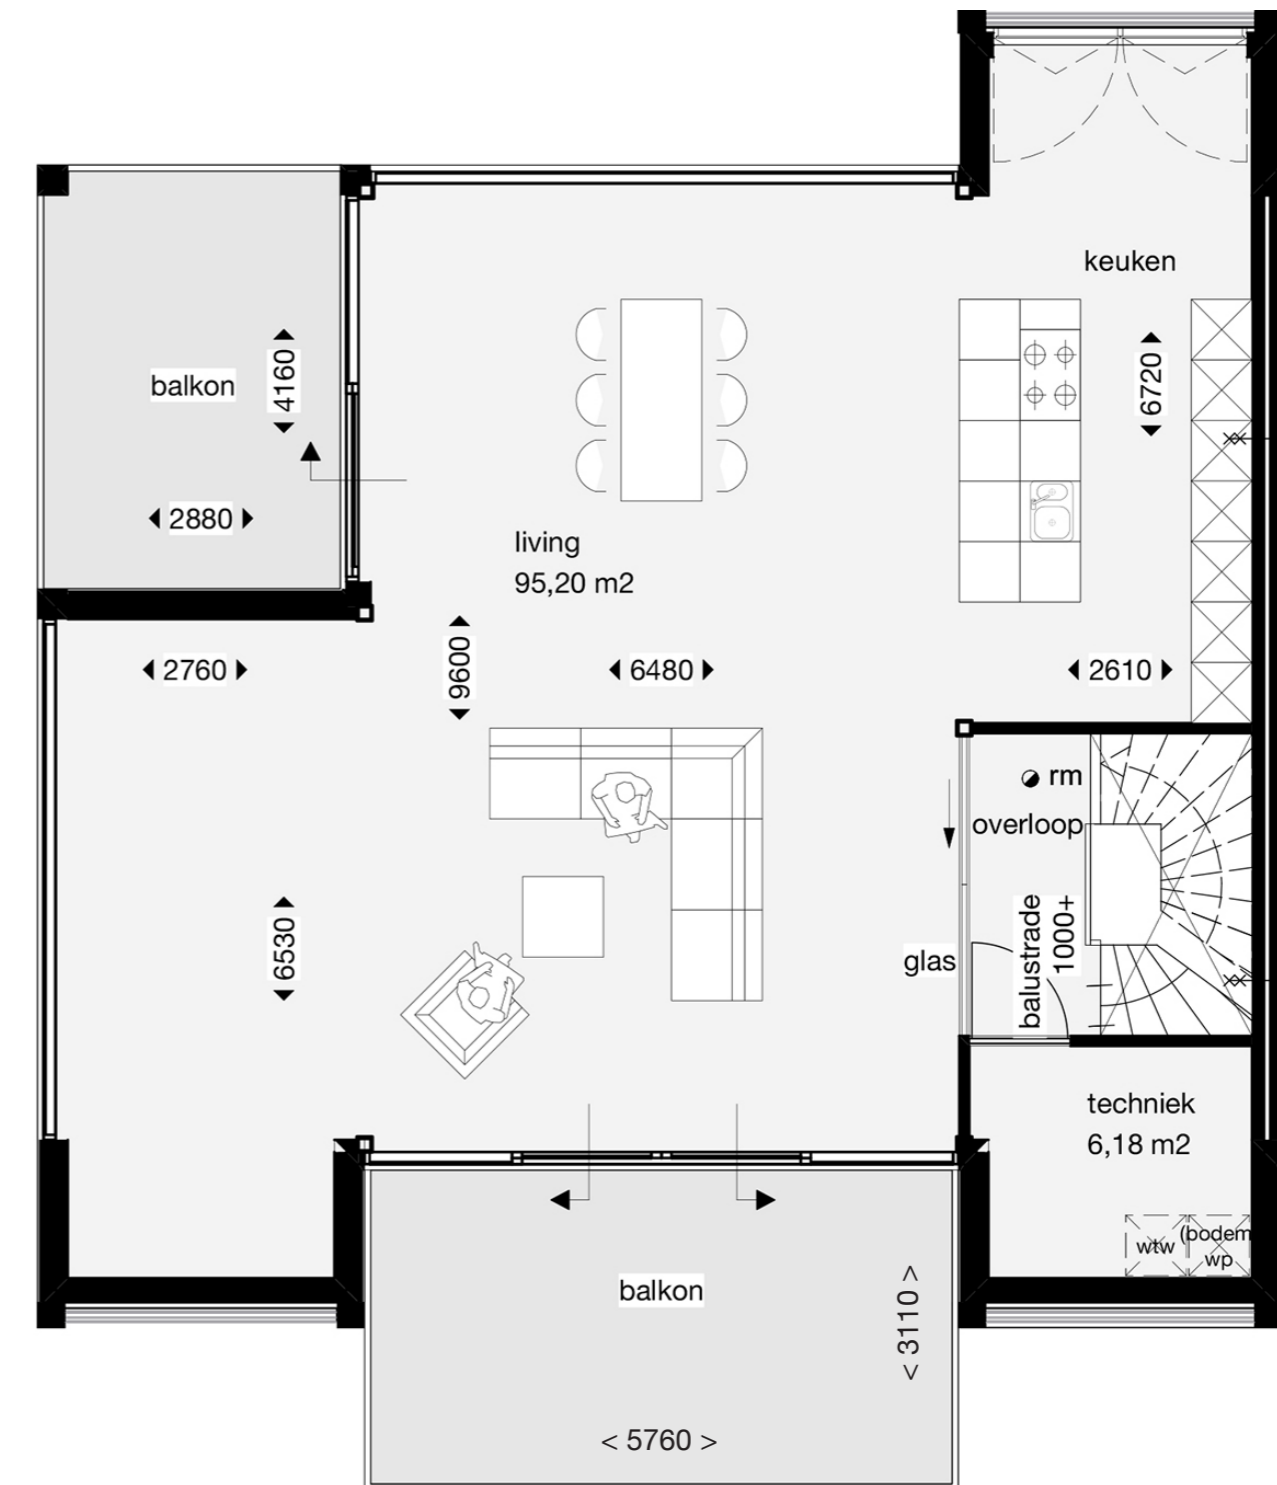 keuken
balkon
4160
6720
2880
living
95,20 m2
2760
9600
6480
2610
rm
overloop
balustrade
1000+
6530
glas
techniek
6,18 m2
wtw
(bodem
wp
balkon
< 3110 >
< 5760 >